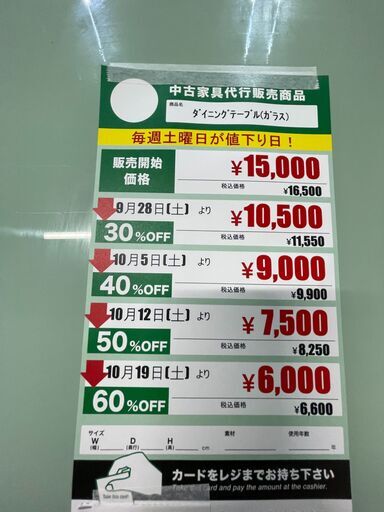 中古家具代行販売商品
商品名
ダイニングテーブル(ガラス)
毎週土曜日が値下り日！
販売開始価格
¥15,000
税込価格 ¥16,500
9月28日(土) より
30%OFF
¥10,500
税込価格 ¥11,550
10月5日(土) より
40%OFF
¥9,000
税込価格 ¥9,900
10月12日(土) より
50%OFF
¥7,500
税込価格 ¥8,250
10月19日(土) より
60%OFF
¥6,000
税込価格 ¥6,600
サイズ 素材 使用年数
W(幅) D(奥行) H(高) cm 年
カードをレジまでお持ち下さい
Take this card and pay the amount at the cashier.
Take this card!